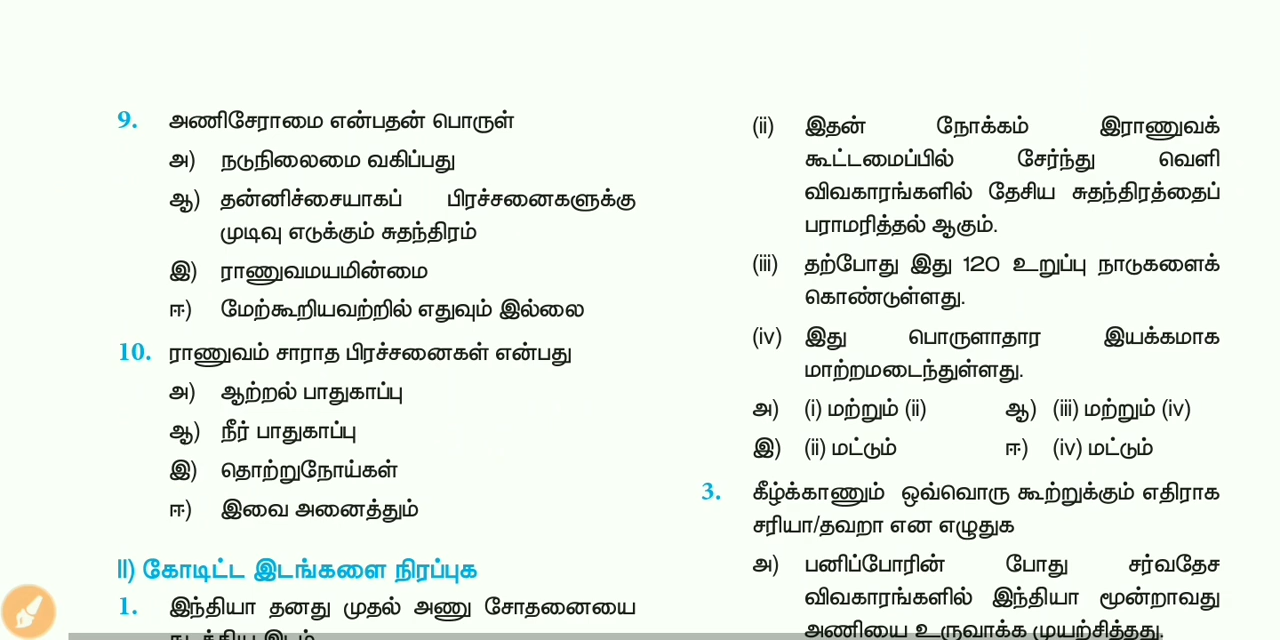 9. அணிசேராமை என்பதன் பொருள்
அ) நடுநிலைமை வகிப்பது
ஆ) தன்னிச்சையாகப் பிரச்சனைகளுக்கு
முடிவு எடுக்கும் சுதந்திரம்
இ) ராணுவமயமின்மை
ஈ) மேற்கூறியவற்றில் எதுவும் இல்லை
10. ராணுவம் சாராத பிரச்சனைகள் என்பது
அ) ஆற்றல் பாதுகாப்பு
ஆ) நீர் பாதுகாப்பு
இ) தொற்றுநோய்கள்
ஈ) இவை அனைத்தும்
II) கோடிட்ட இடங்களை நிரப்புக
1. இந்தியா தனது முதல் அணு சோதனையை
(ii) இதன் நோக்கம் இராணுவக்
கூட்டமைப்பில் சேர்ந்து வெளி
விவகாரங்களில் தேசிய சுதந்திரத்தைப்
பராமரித்தல் ஆகும்.
(iii) தற்போது இது 120 உறுப்பு நாடுகளைக்
கொண்டுள்ளது.
(iv) இது பொருளாதார இயக்கமாக
மாற்றமடைந்துள்ளது.
அ) (i) மற்றும் (ii) ஆ) (iii) மற்றும் (iv)
இ) (ii) மட்டும் ஈ) (iv) மட்டும்
3. கீழ்க்காணும் ஒவ்வொரு கூற்றுக்கும் எதிராக
சரியா/தவறா என எழுதுக
அ) பனிப்போரின் போது சர்வதேச
விவகாரங்களில் இந்தியா மூன்றாவது
அணியை உருவாக்க முயற்சித்தது.